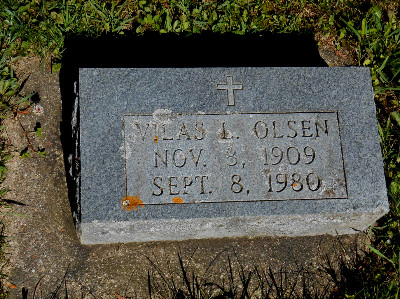 VILAS L. OLSEN
NOV. 3, 1909
SEPT. 8, 1980